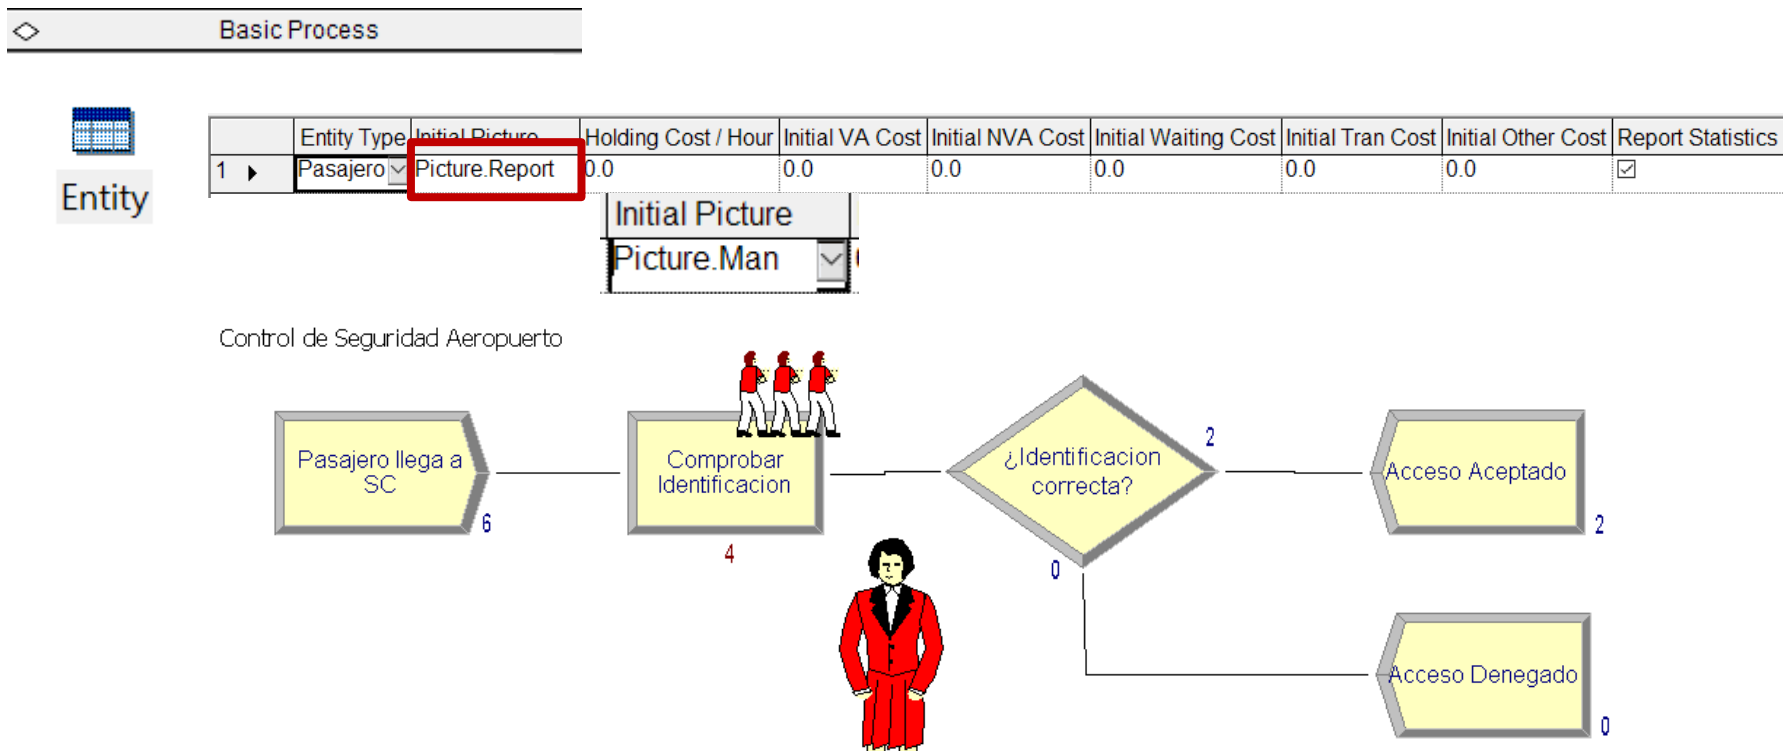 Basic Process
Entity Type Initial Picture Holding Cost / Hour Initial VA Cost Initial NVA Cost Initial Waiting Cost Initial Tran Cost Initial Other Cost Report Statistics
1 Pasajero Picture.Report 0.0 0.0 0.0 0.0 0.0 0.0
Entity
Initial Picture
Picture.Man
Control de Seguridad Aeropuerto
Pasajero llega a
SC
6
Comprobar
Identificacion
4
¿Identificacion
correcta?
2
0
Acceso Aceptado
2
Acceso Denegado
0